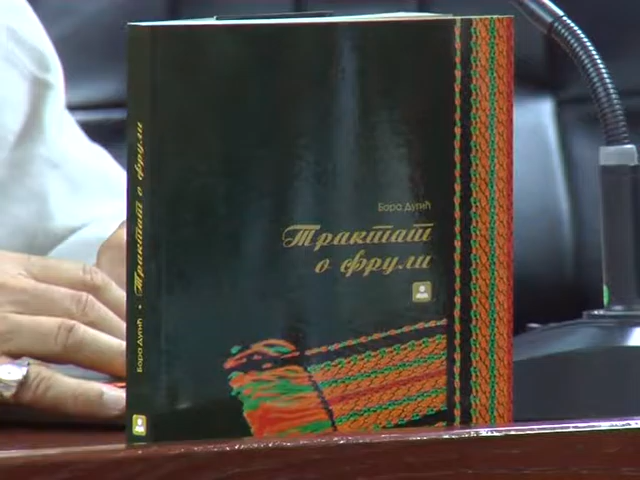 Бора Дугић
Трактат
о фрули
Бора Дугић • Трактат о фрули